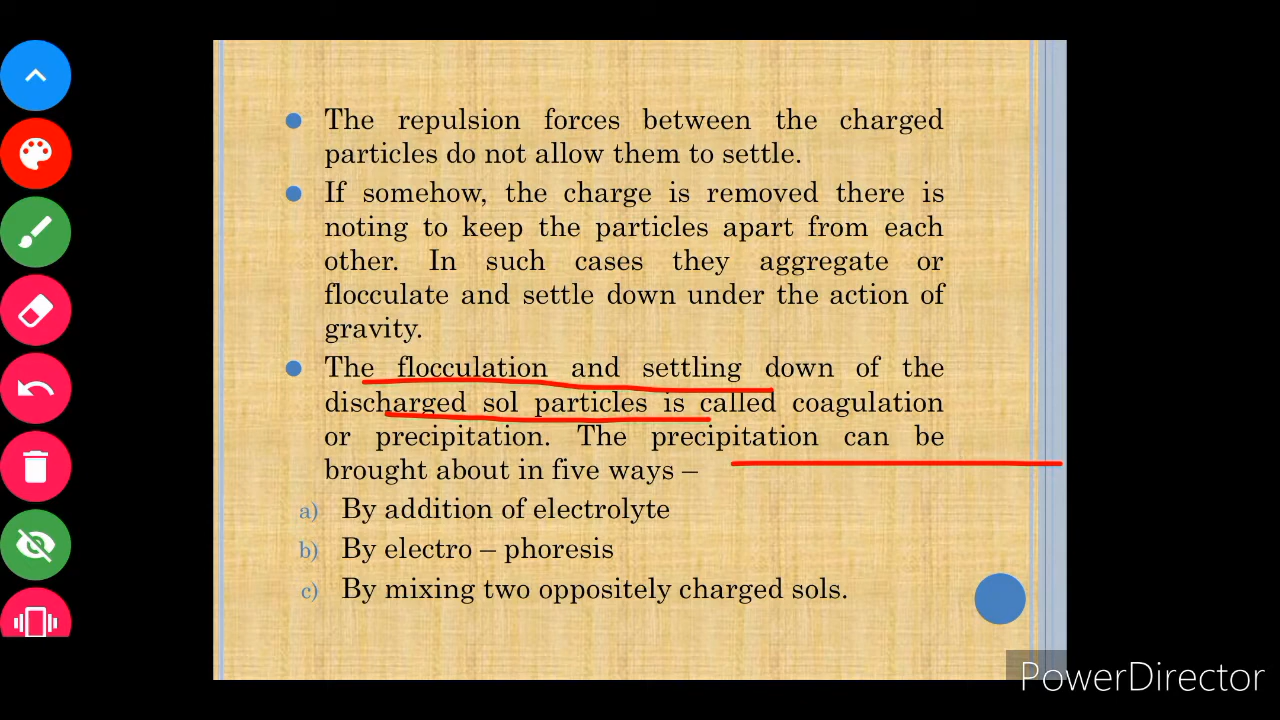 The repulsion forces between the charged
particles do not allow them to settle.
If somehow, the charge is removed there is
noting to keep the particles apart from each
other. In such cases they aggregate or
flocculate and settle down under the action of
gravity.
The flocculation and settling down of the
discharged sol particles is called coagulation
or precipitation. The precipitation can be
brought about in five ways –
a) By addition of electrolyte
b) By electro – phoresis
c) By mixing two oppositely charged sols.
PowerDirector